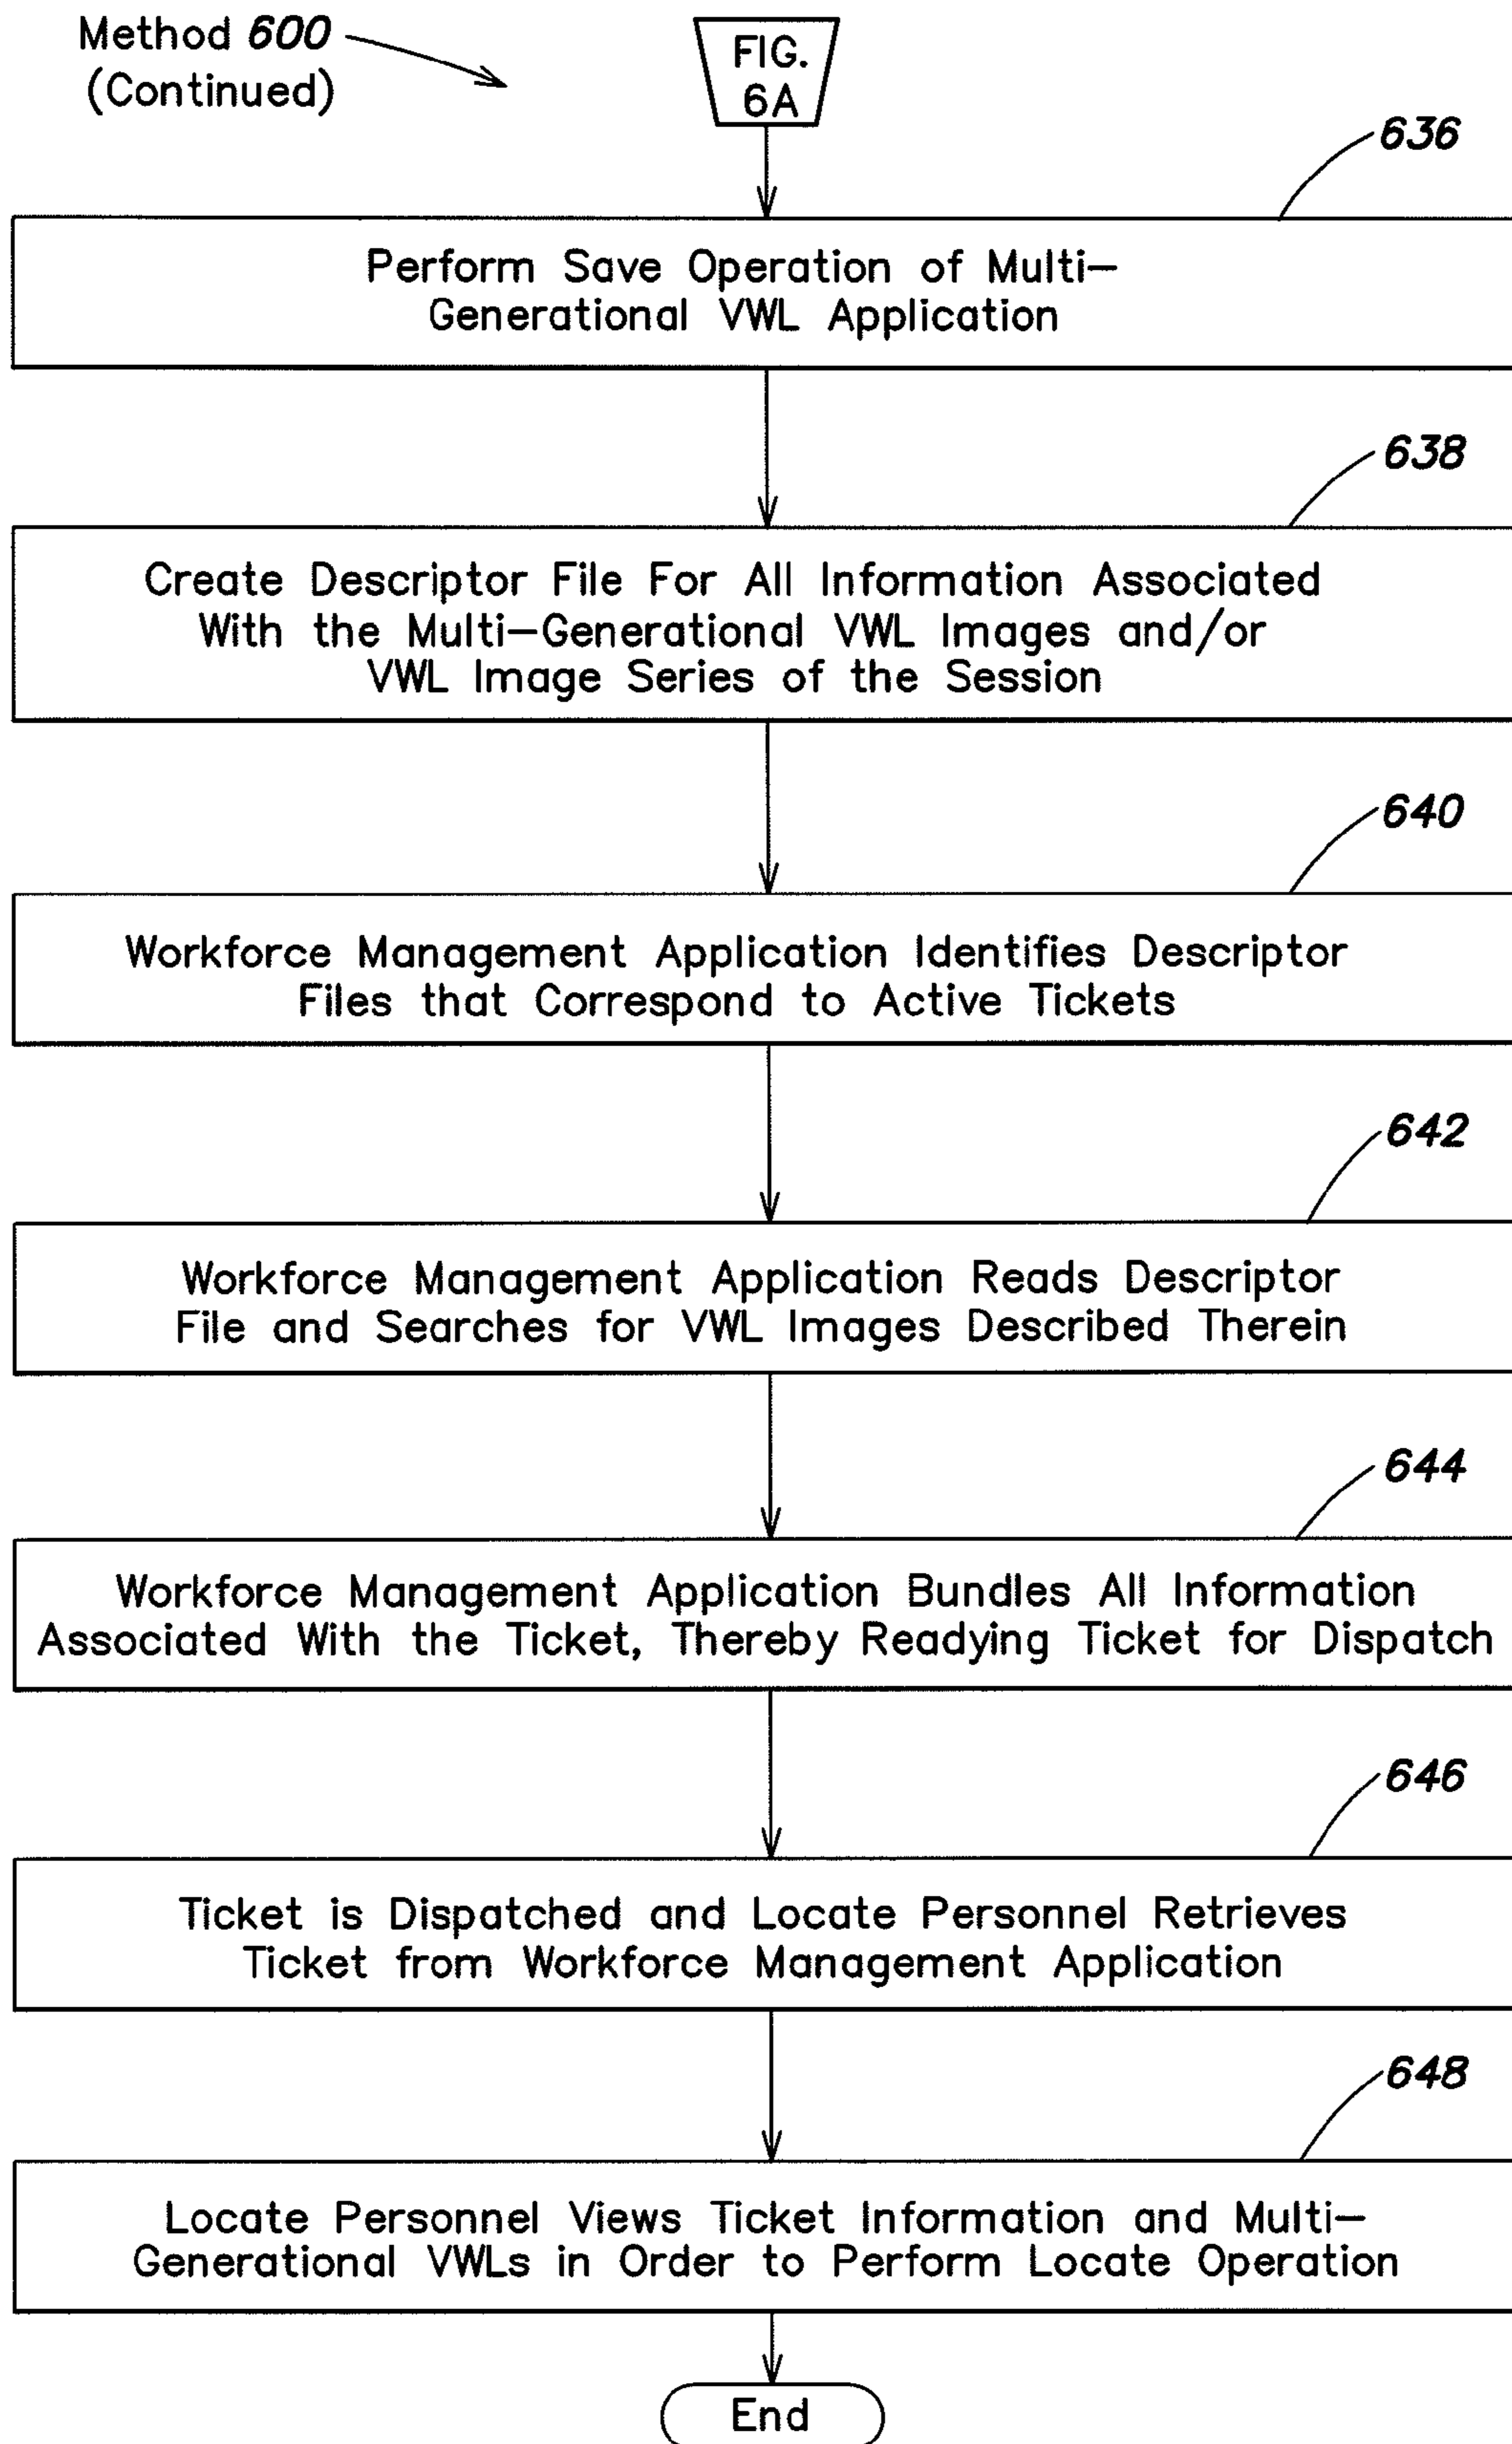 Method 600
(Continued)
FIG.
6A
636
Perform Save Operation of Multi-
Generational VWL Application
638
Create Descriptor File For All Information Associated
With the Multi-Generational VWL Images and/or
VWL Image Series of the Session
640
Workforce Management Application Identifies Descriptor
Files that Correspond to Active Tickets
642
Workforce Management Application Reads Descriptor
File and Searches for VWL Images Described Therein
644
Workforce Management Application Bundles All Information
Associated With the Ticket, Thereby Readying Ticket for Dispatch
646
Ticket is Dispatched and Locate Personnel Retrieves
Ticket from Workforce Management Application
648
Locate Personnel Views Ticket Information and Multi-
Generational VWLs in Order to Perform Locate Operation
End